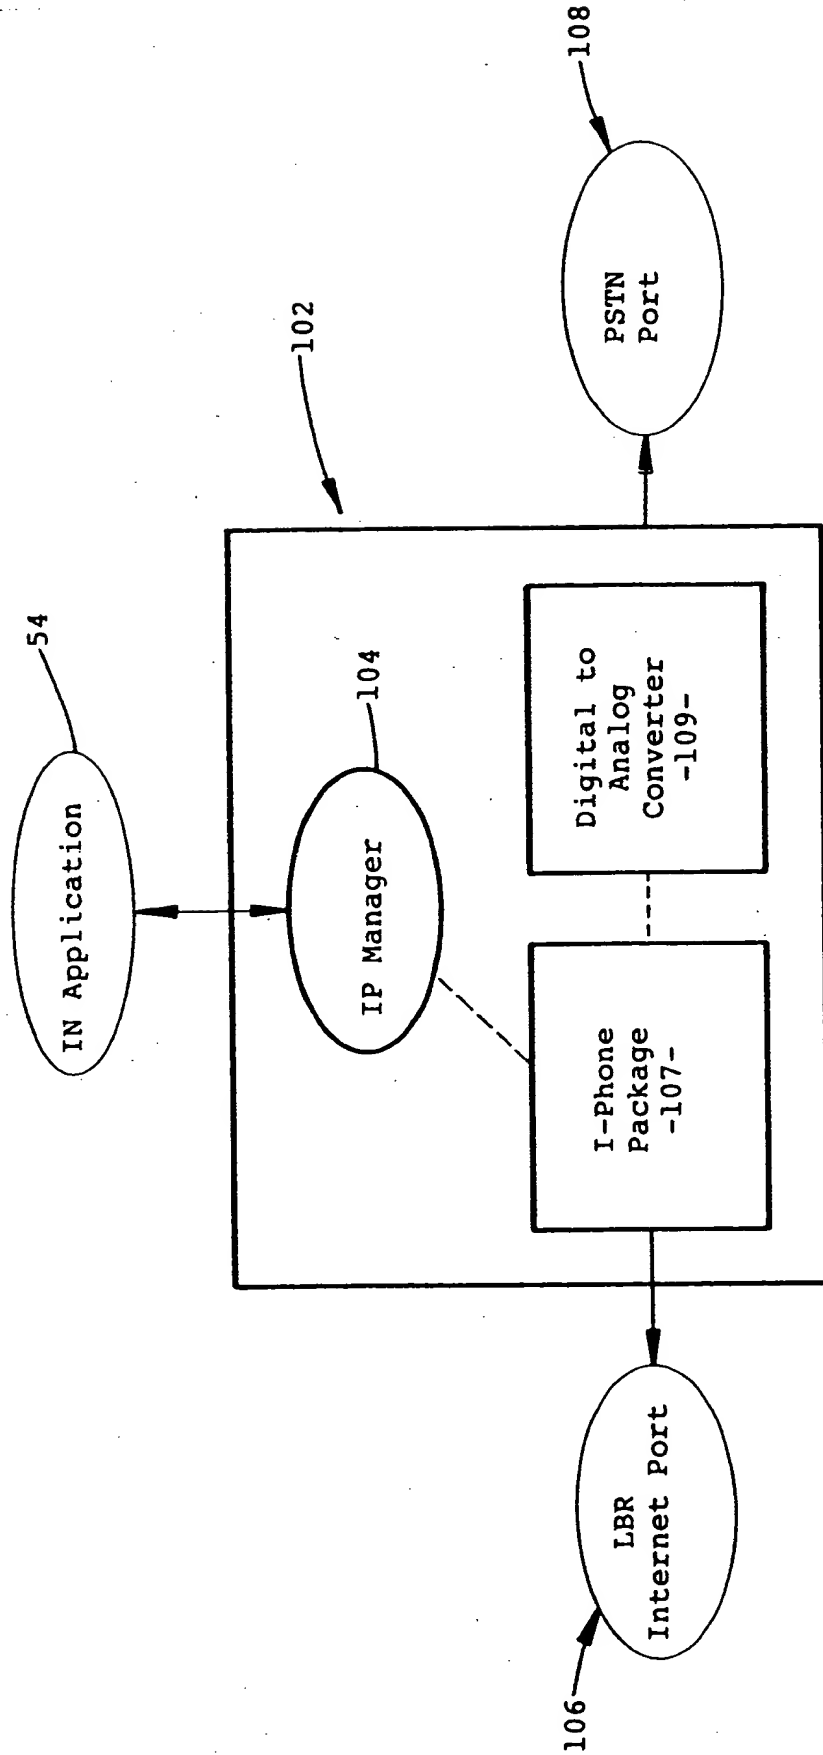 54
IN Application
102
104
IP Manager
108
PSTN
Port
Digital to
Analog
Converter
-109-
I-Phone
Package
-107-
LBR
Internet Port
106